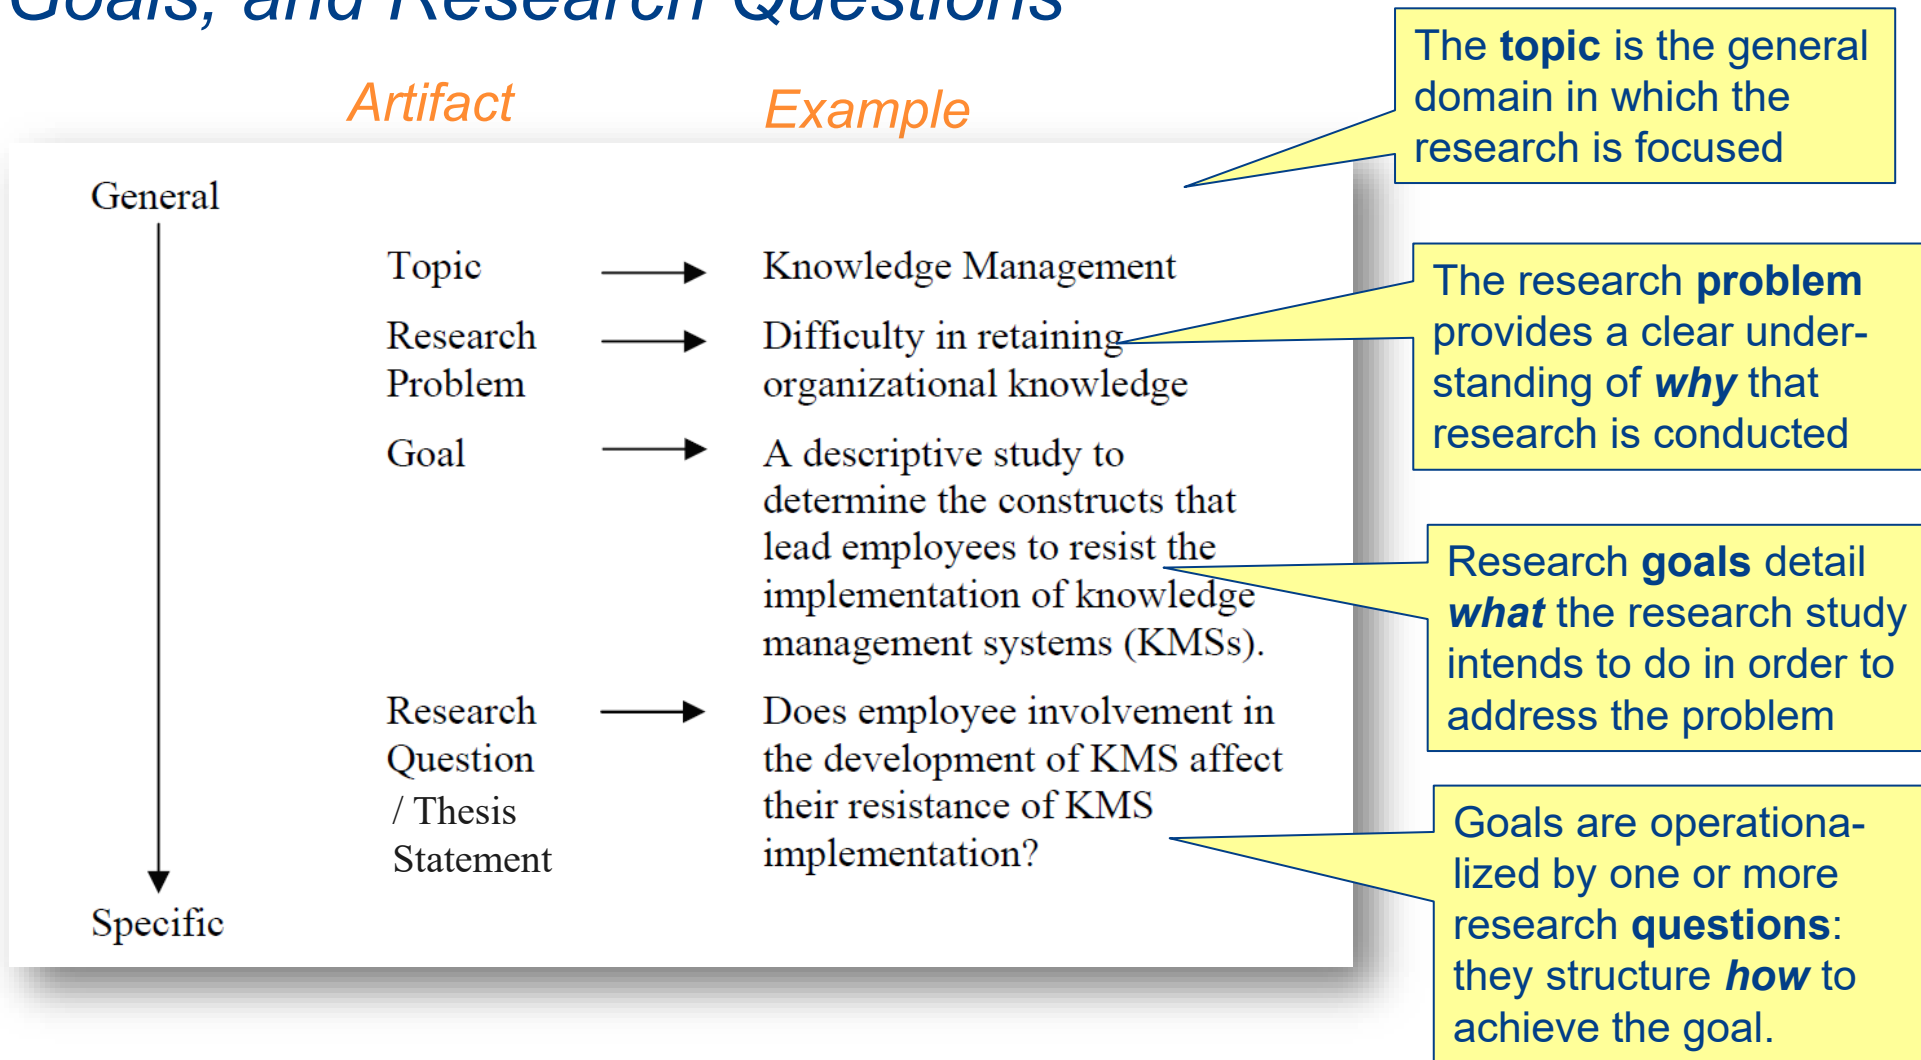 Goals, and Research Questions
Artifact
Example
General
Topic
Knowledge Management
Research
Problem
Difficulty in retaining
organizational knowledge
Goal
A descriptive study to
determine the constructs that
lead employees to resist the
implementation of knowledge
management systems (KMSs).
Research
Question
/ Thesis
Statement
Does employee involvement in
the development of KMS affect
their resistance of KMS
implementation?
Specific
The topic is the general
domain in which the
research is focused
The research problem
provides a clear under-
standing of why that
research is conducted
Research goals detail
what the research study
intends to do in order to
address the problem
Goals are operationa-
lized by one or more
research questions:
they structure how to
achieve the goal.